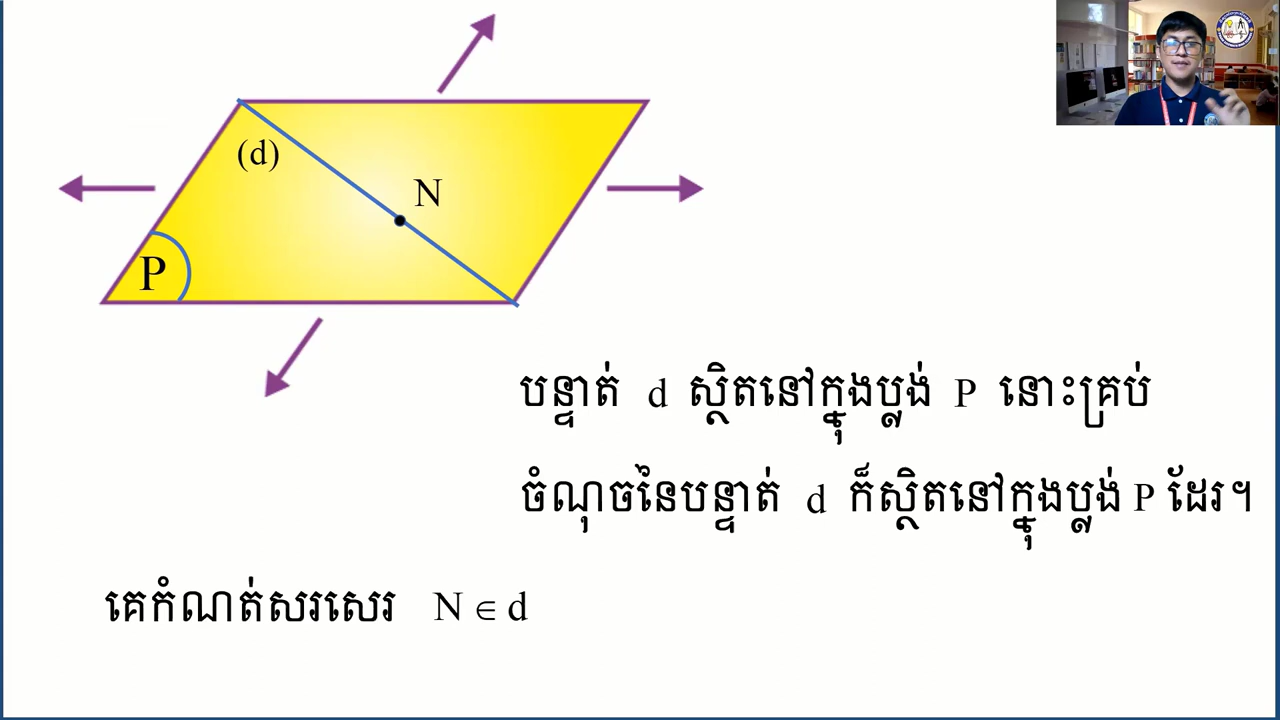 (d)
N
P
បន្ទាត់ d ស្ថិតនៅក្នុងប្លង់ P នោះគ្រប់
ចំណុចនៃបន្ទាត់ d ក៏ស្ថិតនៅក្នុងប្លង់ P ដែរ។
គេកំណត់សរសេរ N ∈ d